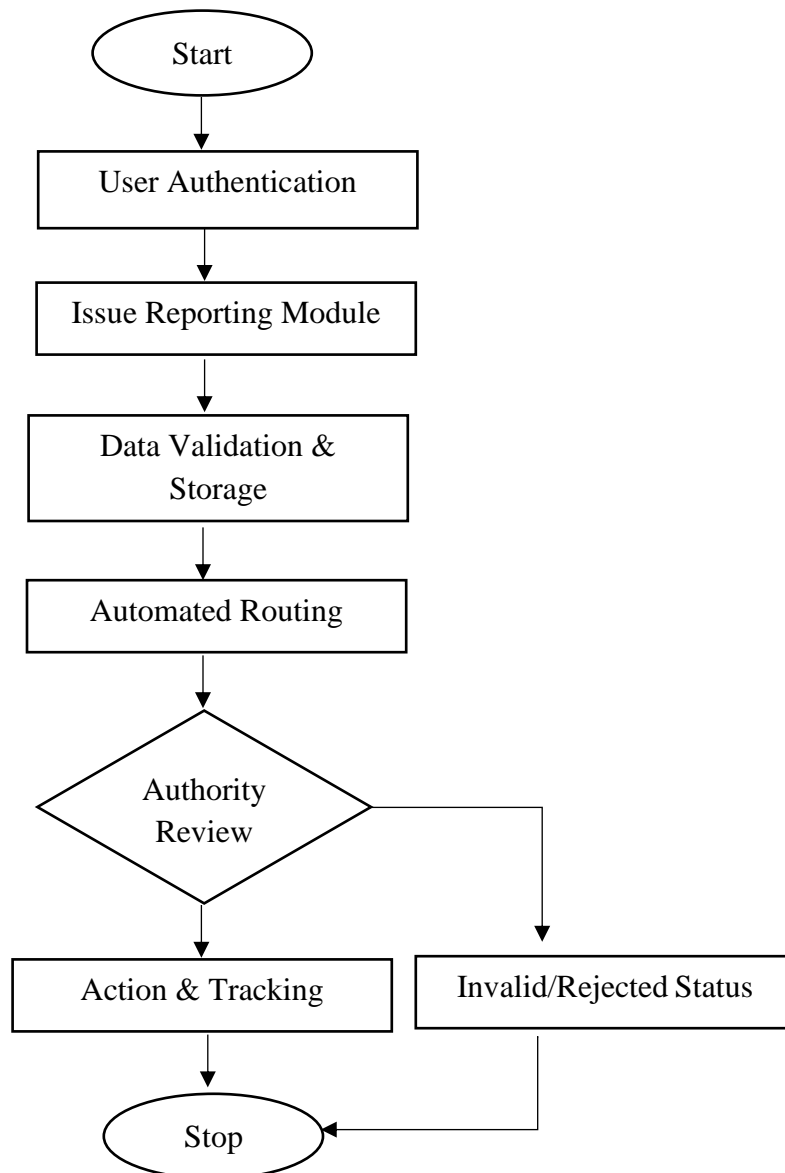 Start
User Authentication
Issue Reporting Module
Data Validation &
Storage
Automated Routing
Authority
Review
Action & Tracking
Invalid/Rejected Status
Stop